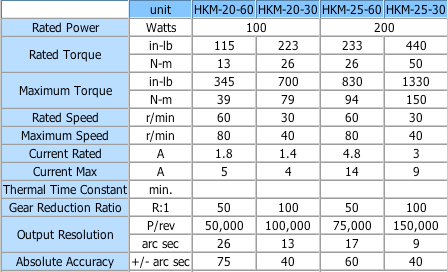 unit HKM-20-60 HKM-20-30 HKM-25-60 HKM-25-30
Rated Power Watts 100 200
Rated Torque in-lb 115 223 233 440
N-m 13 26 26 50
Maximum Torque in-lb 345 700 830 1330
N-m 39 79 94 150
Rated Speed r/min 60 30 60 30
Maximum Speed r/min 80 40 80 40
Current Rated A 1.8 1.4 4.8 3
Current Max A 5 4 14 9
Thermal Time Constant min.
Gear Reduction Ratio R:1 50 100 50 100
Output Resolution P/rev 50,000 100,000 75,000 150,000
arc sec 26 13 17 9
Absolute Accuracy +/- arc sec 75 40 60 40